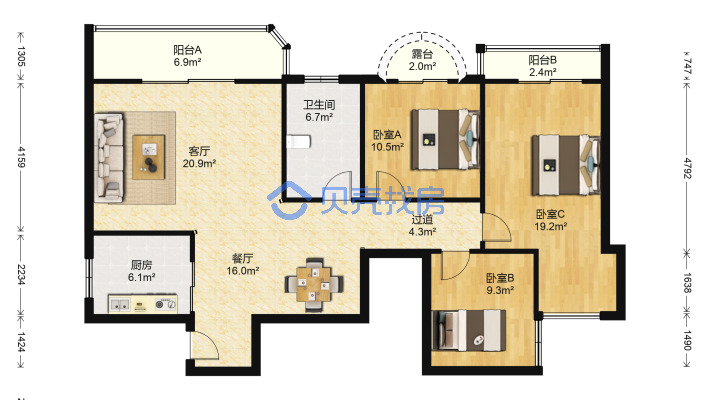 阳台A
6.9m²
露台
2.0m²
阳台B
2.4m²
1305
747
卫生间
6.7m²
卧室A
10.5m²
客厅
20.9m²
4159
4792
贝壳找房
过道
4.3m²
卧室C
19.2m²
厨房
6.1m²
餐厅
16.0m²
卧室B
9.3m²
2234
1638
1424
1490